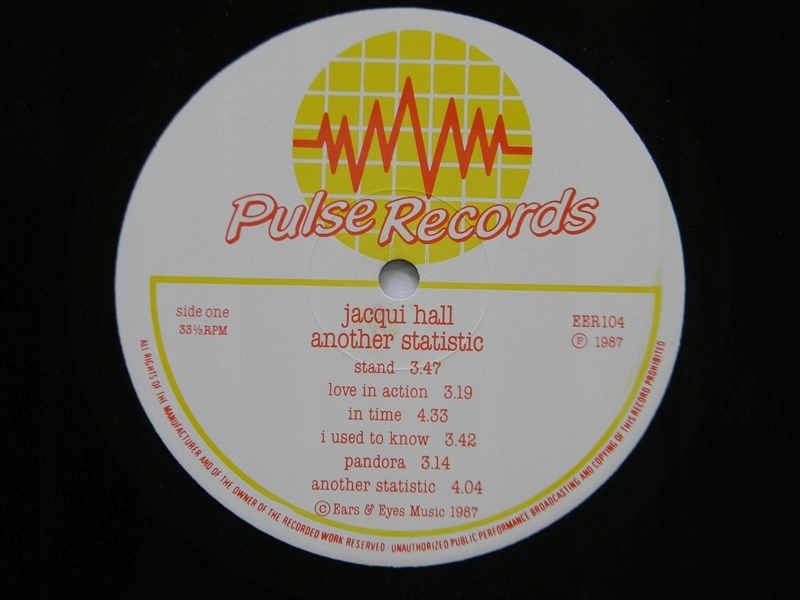 Pulse Records
side one
33⅓RPM
EER104
Ⓟ 1987
jacqui hall
another statistic
stand 3.47
love in action 3.19
in time 4.33
i used to know 3.42
pandora 3.14
another statistic 4.04
© Ears & Eyes Music 1987
ALL RIGHTS OF THE MANUFACTURER AND OF THE OWNER OF THE RECORDED WORK RESERVED · UNAUTHORIZED PUBLIC PERFORMANCE BROADCASTING AND COPYING OF THIS RECORD PROHIBITED